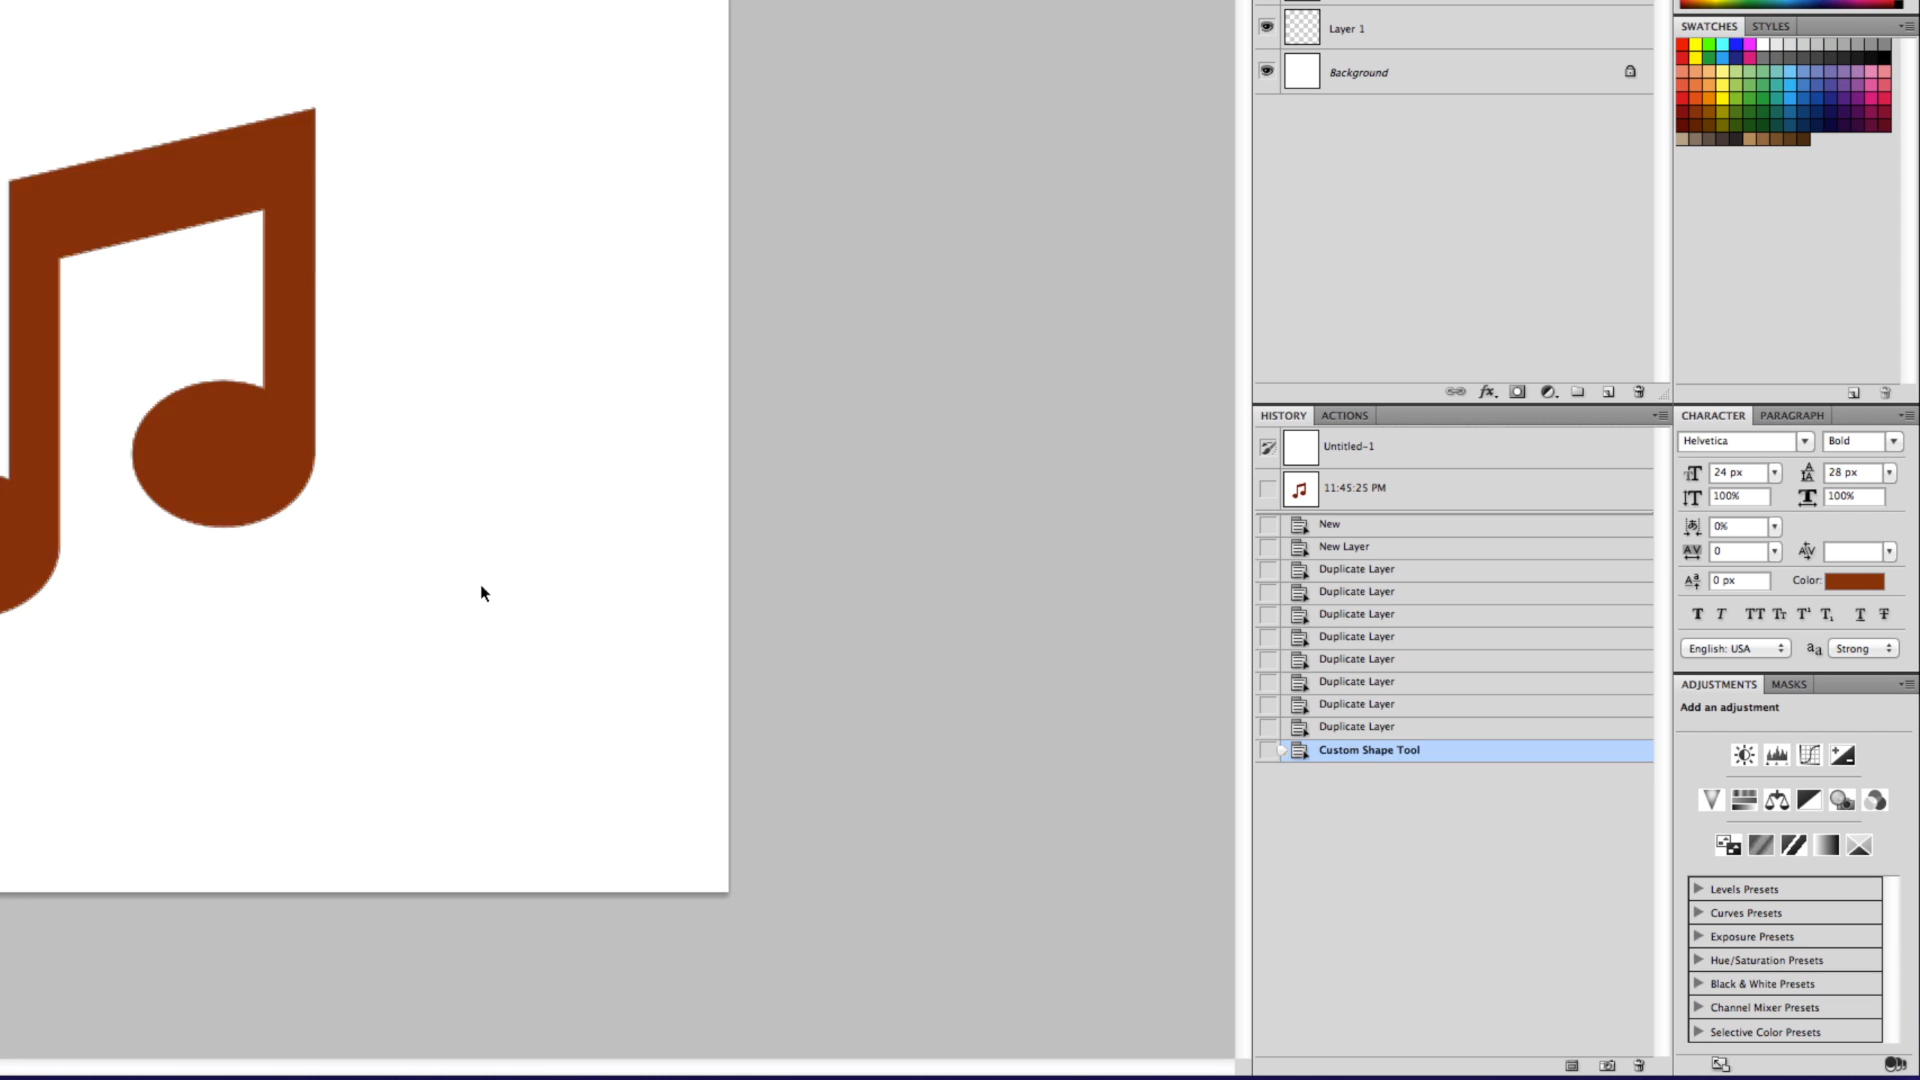 Layer 1
Background
SWATCHES STYLES
HISTORY ACTIONS
Untitled-1
11:45:25 PM
New
New Layer
Duplicate Layer
Duplicate Layer
Duplicate Layer
Duplicate Layer
Duplicate Layer
Duplicate Layer
Duplicate Layer
Duplicate Layer
Custom Shape Tool
CHARACTER PARAGRAPH
Helvetica Bold
24 px 28 px
100% 100%
0%
0
0 px Color:
English: USA Strong
ADJUSTMENTS MASKS
Add an adjustment
Levels Presets
Curves Presets
Exposure Presets
Hue/Saturation Presets
Black & White Presets
Channel Mixer Presets
Selective Color Presets